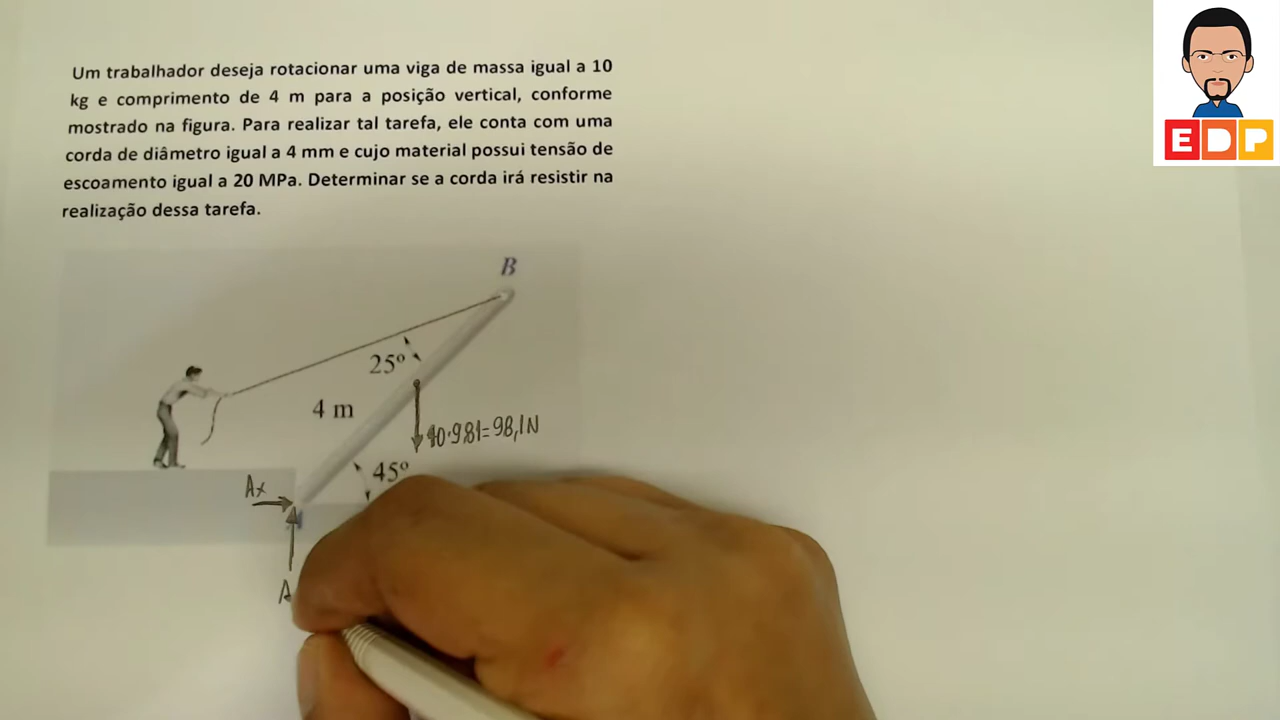 Um trabalhador deseja rotacionar uma viga de massa igual a 10
kg e comprimento de 4 m para a posição vertical, conforme
mostrado na figura. Para realizar tal tarefa, ele conta com uma
corda de diâmetro igual a 4 mm e cujo material possui tensão de
escoamento igual a 20 MPa. Determinar se a corda irá resistir na
realização dessa tarefa.
EDP
B
25º
4 m
10·9,81=98,1N
45º
Ax
A